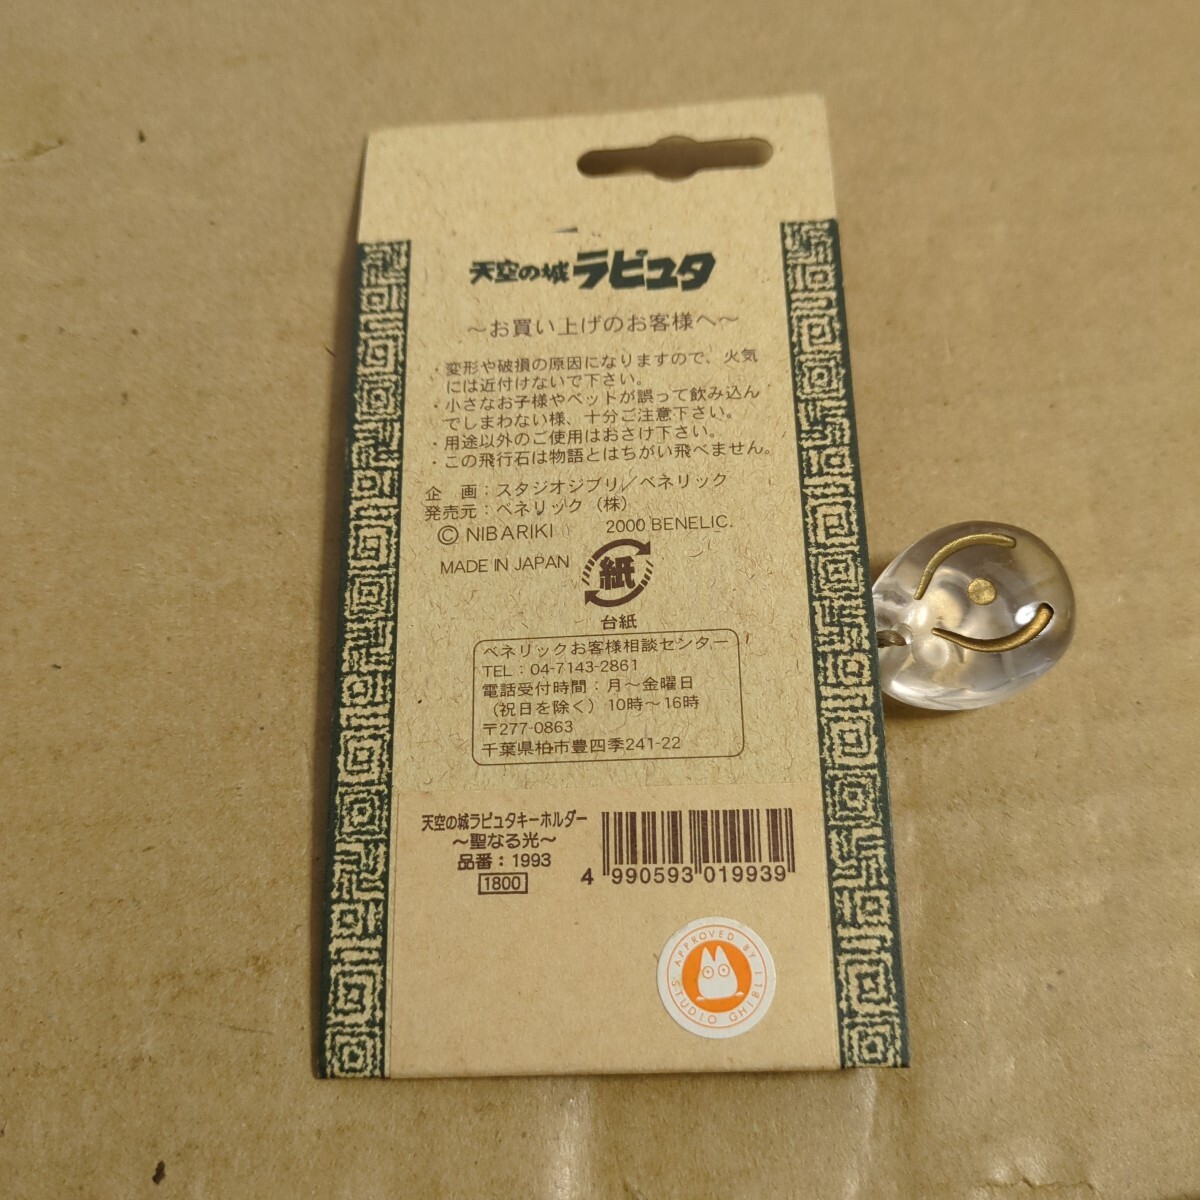 天空の城ラピュタ
～お買い上げのお客様へ～
・変形や破損の原因になりますので、火気
には近付けないで下さい。
・小さなお子様やペットが誤って飲み込ん
でしまわない様、十分ご注意下さい。
・用途以外のご使用はおさけ下さい。
・この飛行石は物語とはちがい飛べません。
企　画：スタジオジブリ／ベネリック
発売元：ベネリック（株）
© NIBARIKI 2000 BENELIC.
MADE IN JAPAN
紙
台紙
ベネリックお客様相談センター
TEL：04-7143-2861
電話受付時間：月～金曜日
（祝日を除く）10時～16時
〒277-0863
千葉県柏市豊四季241-22
天空の城ラピュタキーホルダー
～聖なる光～
品番：1993
1800
4 990593 019939
APPROVED BY STUDIO GHIBLI